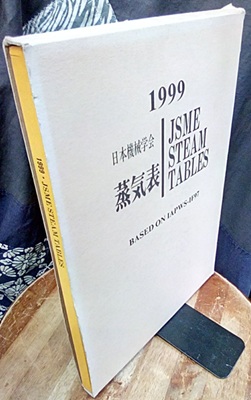 1999
日本機械学会
蒸気表
JSME
STEAM
TABLES
BASED ON IAPWS-IF97
1999・JSME STEAM TABLES